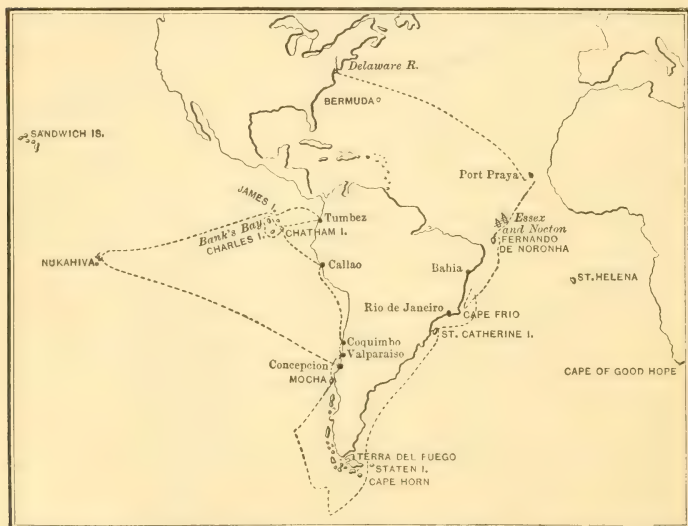 Delaware R.
BERMUDA
SANDWICH IS.
Port Praya
JAMES I.
Essex
and Nocton
Tumbez
Bank's Bay
CHATHAM I.
FERNANDO
DE NORONHA
CHARLES I.
NUKAHIVA
Callao
Bahia
ST. HELENA
Rio de Janeiro
CAPE FRIO
ST. CATHERINE I.
Coquimbo
Valparaiso
Concepcion
MOCHA
CAPE OF GOOD HOPE
TERRA DEL FUEGO
STATEN I.
CAPE HORN